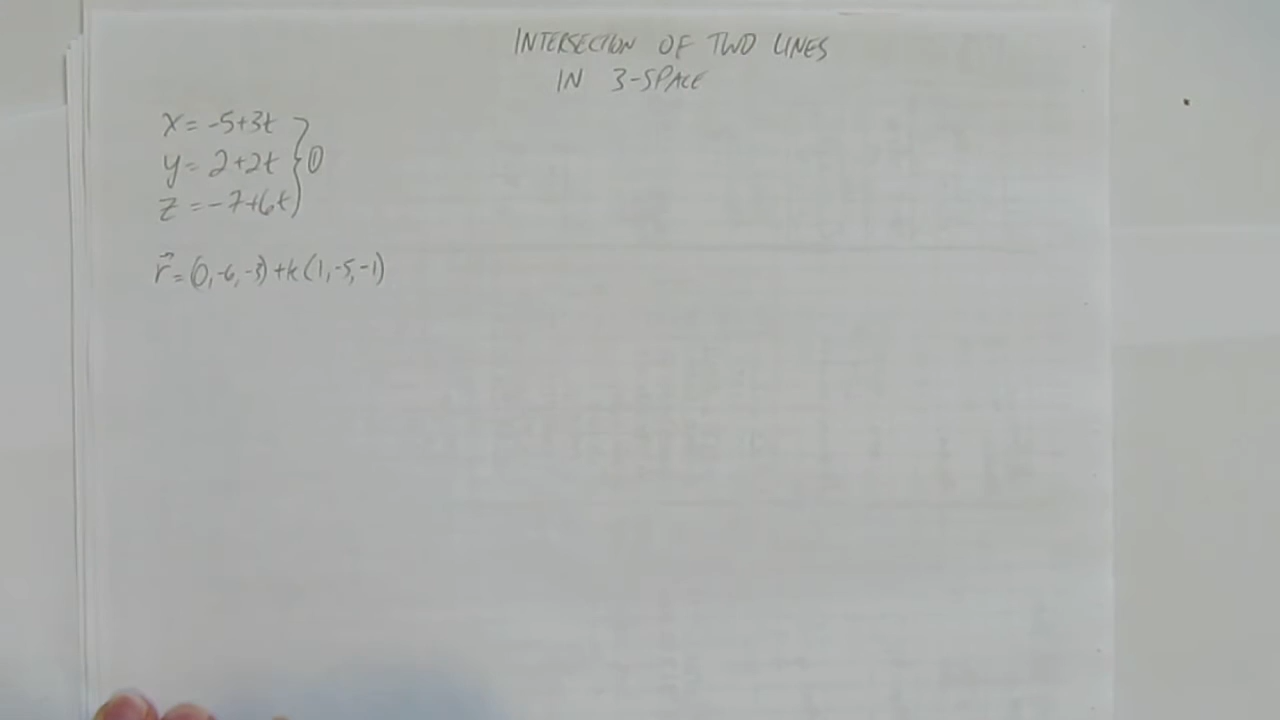 INTERSECTION OF TWO LINES
IN 3-SPACE
x = -5+3t
y = 2+2t } ①
z = -7+6t
r⃗ = (0,-6,-3)+k(1,-5,-1)